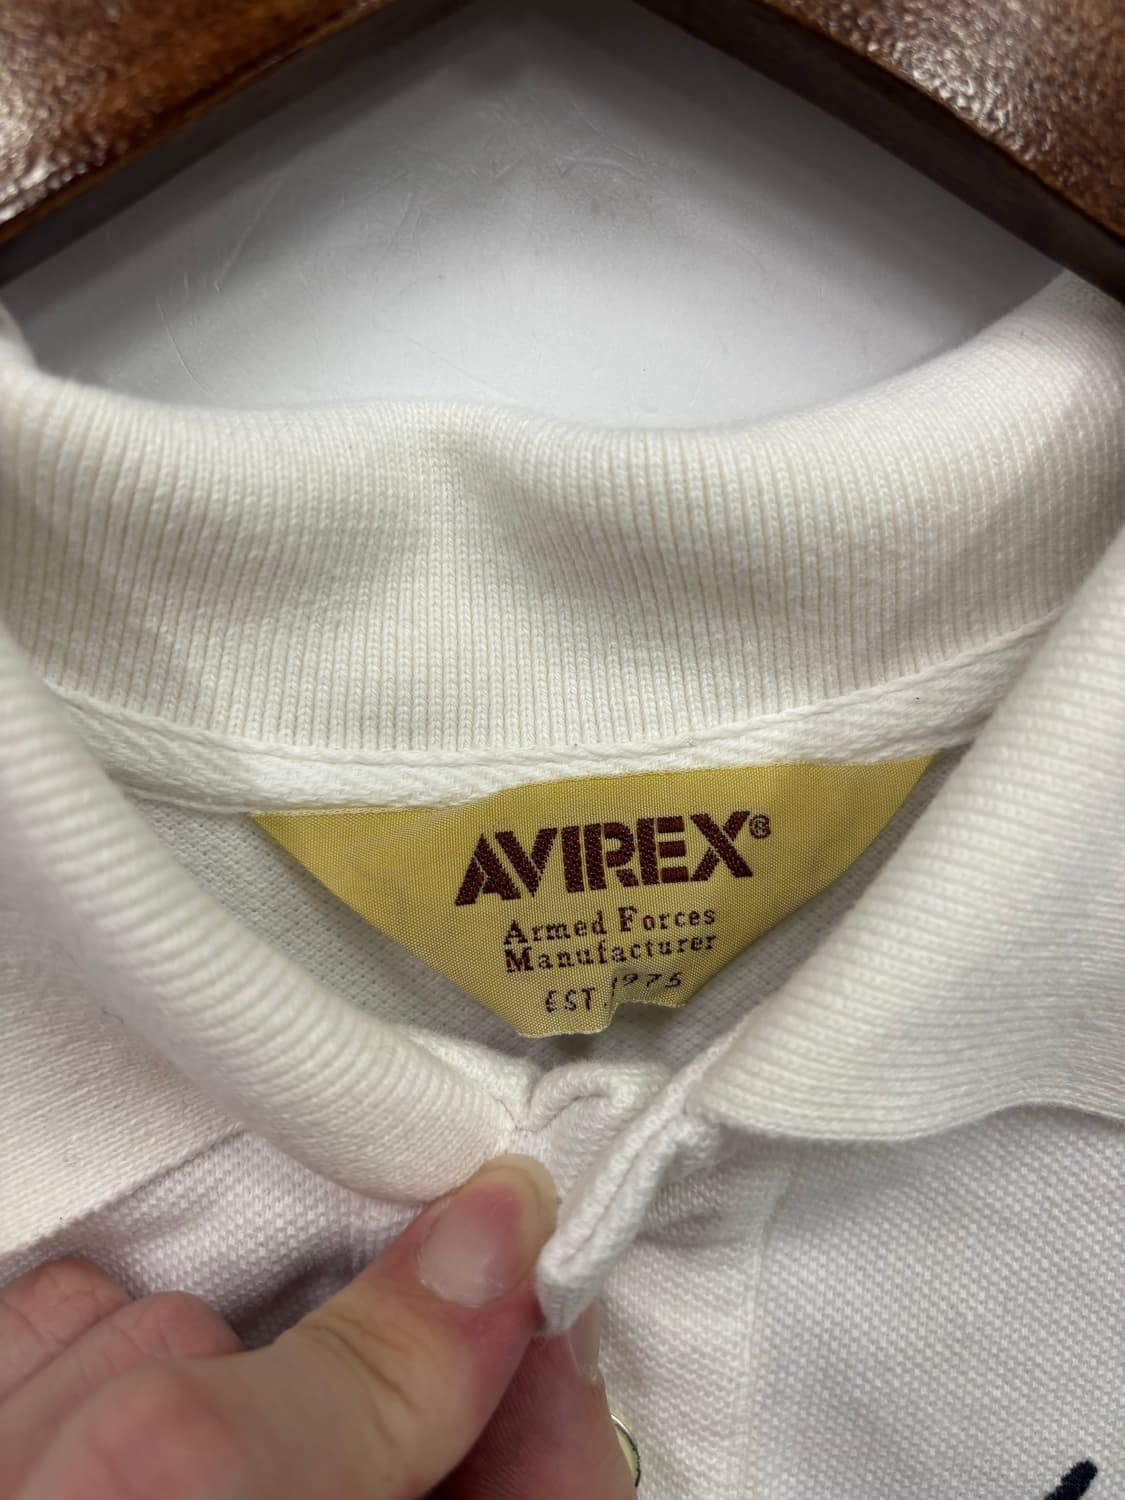 AVIREX®
Armed Forces
Manufacturer
EST. 1975